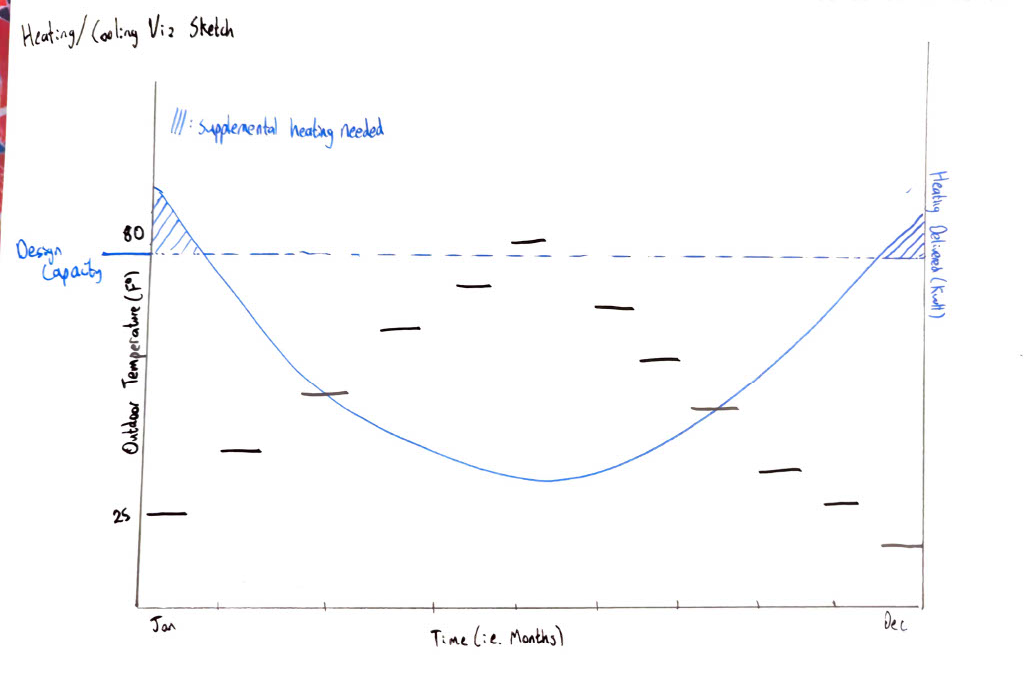 Heating/Cooling Viz Sketch
///: supplemental heating needed
80
Design
Capacity
Outdoor Temperature (F°)
Heating Delivered (KwH)
25
Jan
Dec
Time (i.e. Months)